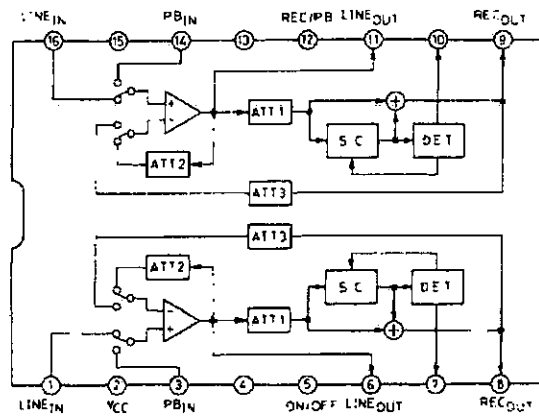 LINE IN PB IN REC/PB LINE OUT REC OUT
16 15 14 13 12 11 10 9
ATT1
SC DET
ATT2
ATT3
ATT3
ATT2 SC DET
ATT1
1 2 3 4 5 6 7 8
LINE IN VCC PB IN ON/OFF LINE OUT REC OUT